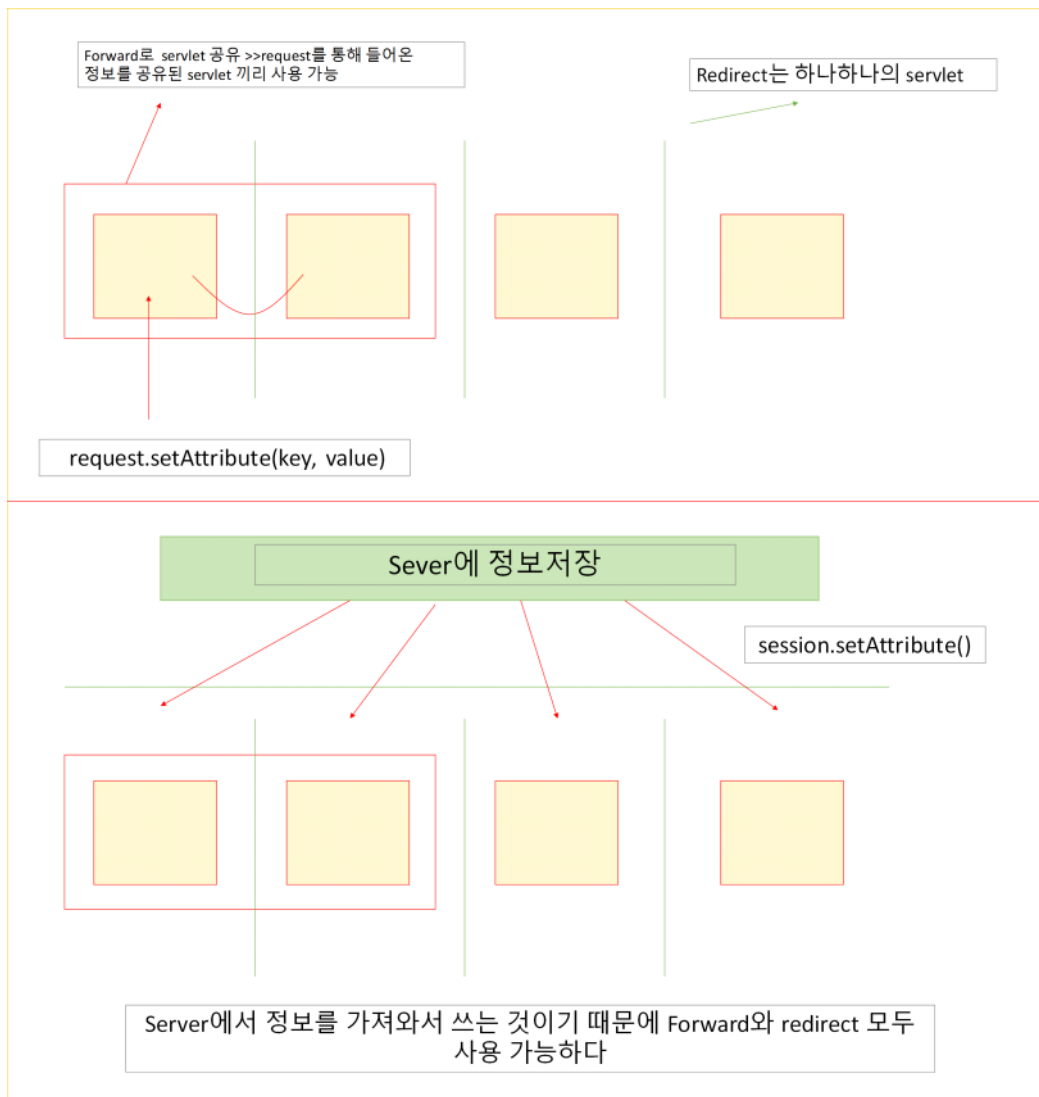 Forward로 servlet 공유 >>request를 통해 들어온
정보를 공유된 servlet 끼리 사용 가능
Redirect는 하나하나의 servlet
request.setAttribute(key, value)
Sever에 정보저장
session.setAttribute()
Server에서 정보를 가져와서 쓰는 것이기 때문에 Forward와 redirect 모두
사용 가능하다